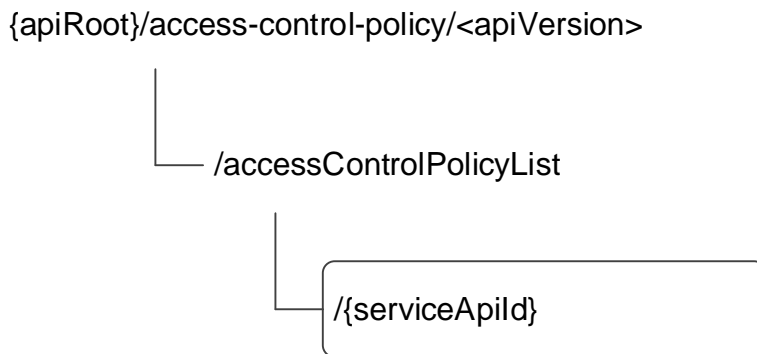 {apiRoot}/access-control-policy/<apiVersion>
/accessControlPolicyList
/{serviceApiId}